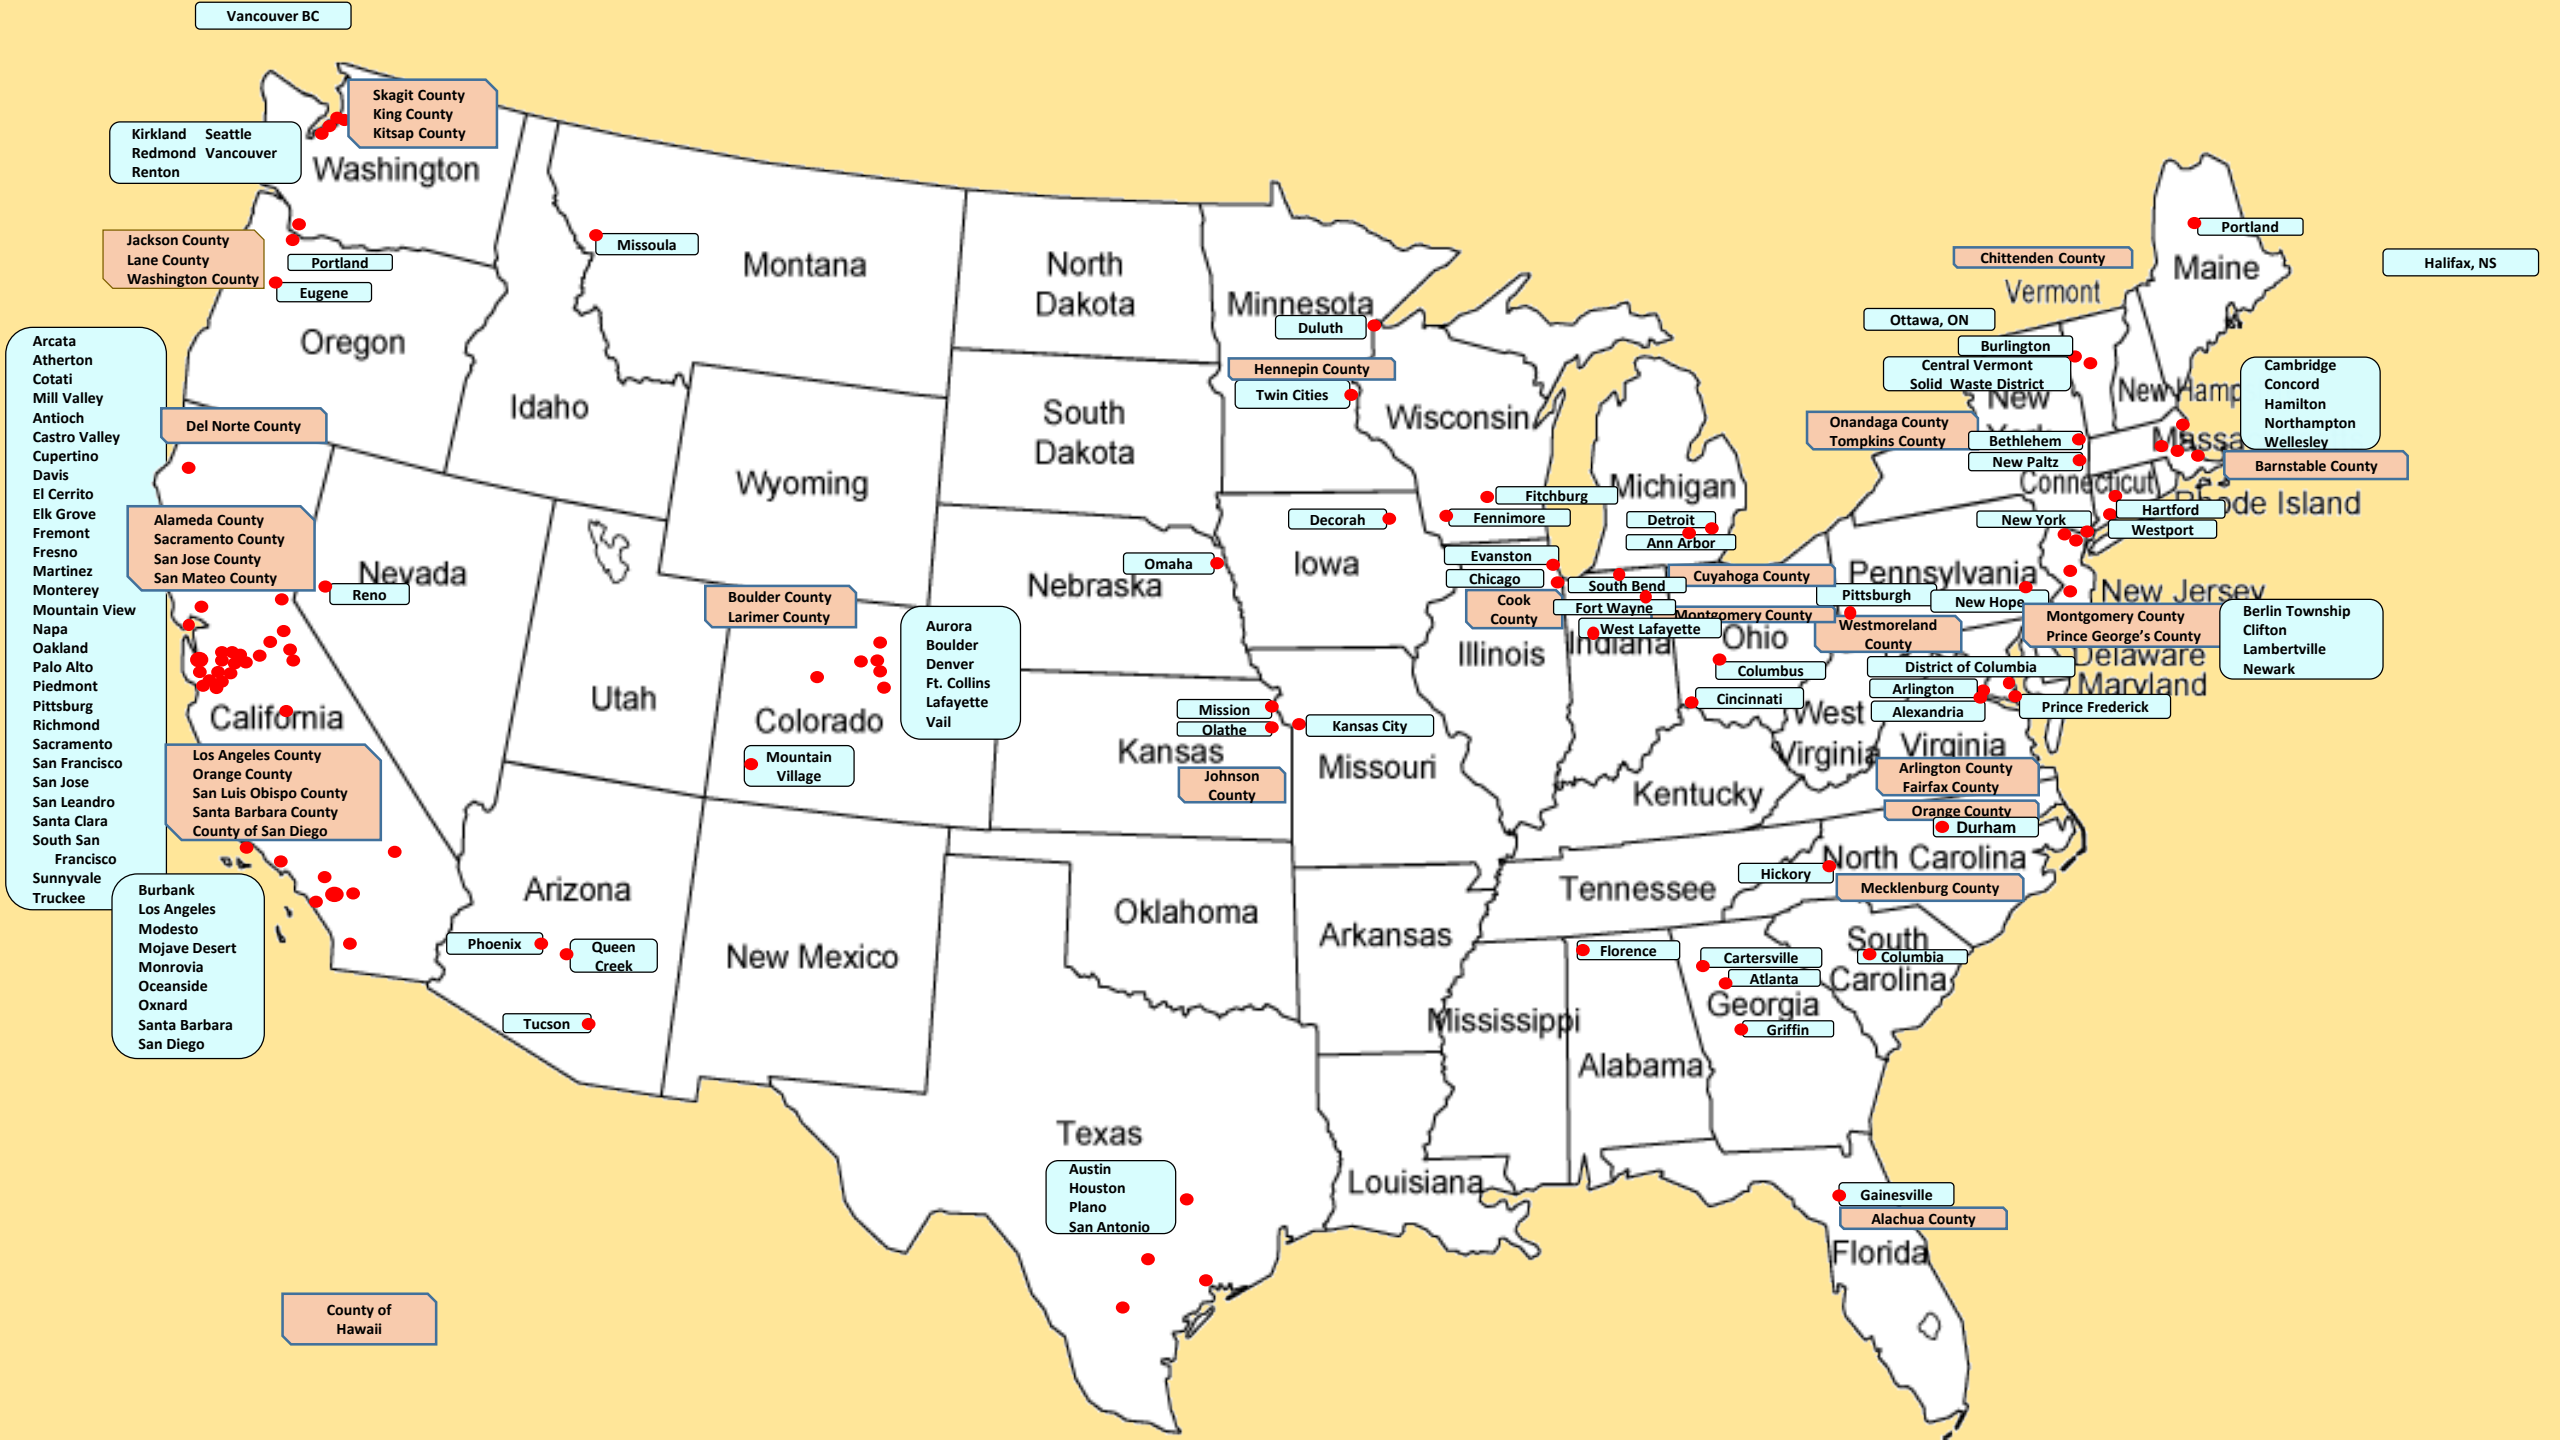 Vancouver BC
Skagit County
King County
Kitsap County
Kirkland Seattle
Redmond Vancouver
Renton
Washington
Jackson County
Lane County
Washington County
Portland
Eugene
Oregon
Missoula
Montana
North
Dakota
Minnesota
Duluth
Hennepin County
Twin Cities
Wisconsin
Portland
Maine
Halifax, NS
Chittenden County
Vermont
Ottawa, ON
Burlington
Central Vermont
Solid Waste District
New
New Hamp
Cambridge
Concord
Hamilton
Northampton
Wellesley
Massa
Barnstable County
Onandaga County
Tompkins County
Bethlehem
New Paltz
Connecticut
Rhode Island
Hartford
Westport
New York
Arcata
Atherton
Cotati
Mill Valley
Antioch
Castro Valley
Cupertino
Davis
El Cerrito
Elk Grove
Fremont
Fresno
Martinez
Monterey
Mountain View
Napa
Oakland
Palo Alto
Piedmont
Pittsburg
Richmond
Sacramento
San Francisco
San Jose
San Leandro
Santa Clara
South San
Francisco
Sunnyvale
Truckee
Del Norte County
Alameda County
Sacramento County
San Jose County
San Mateo County
Idaho
Wyoming
South
Dakota
Nevada
Reno
Utah
California
Los Angeles County
Orange County
San Luis Obispo County
Santa Barbara County
County of San Diego
Burbank
Los Angeles
Modesto
Mojave Desert
Monrovia
Oceanside
Oxnard
Santa Barbara
San Diego
Boulder County
Larimer County
Aurora
Boulder
Denver
Ft. Collins
Lafayette
Vail
Colorado
Mountain
Village
Nebraska
Omaha
Iowa
Decorah
Fitchburg
Fennimore
Michigan
Detroit
Ann Arbor
Evanston
Chicago
Cook
County
Illinois
South Bend
Fort Wayne
West Lafayette
Indiana
Cuyahoga County
Montgomery County
Ohio
Columbus
Cincinnati
Pennsylvania
Pittsburgh
New Hope
Westmoreland
County
New Jersey
Montgomery County
Prince George's County
Berlin Township
Clifton
Lambertville
Newark
Delaware
Maryland
District of Columbia
Arlington
Alexandria
Prince Frederick
West
Virginia
Virginia
Arlington County
Fairfax County
Orange County
Durham
North Carolina
Hickory
Mecklenburg County
Mission
Olathe
Kansas City
Kansas
Johnson
County
Missouri
Kentucky
Tennessee
Arizona
Phoenix
Queen
Creek
Tucson
New Mexico
Oklahoma
Arkansas
Mississippi
Florence
Alabama
Cartersville
Atlanta
Georgia
Griffin
South
Columbia
Carolina
Texas
Austin
Houston
Plano
San Antonio
Louisiana
Gainesville
Alachua County
Florida
County of
Hawaii